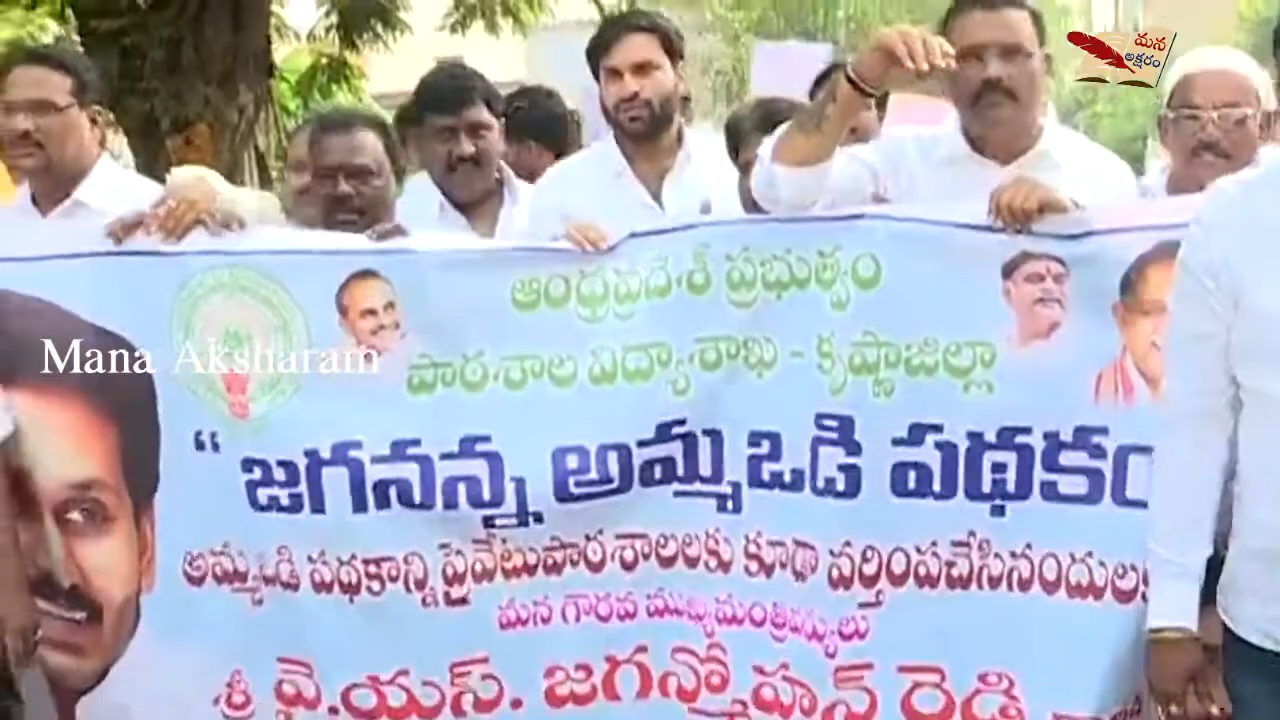 మన
అక్షరం
ఆంధ్రప్రదేశ్ ప్రభుత్వం
Mana Aksharam
పాఠశాల విద్యాశాఖ - కృష్ణాజిల్లా
“ జగనన్న అమ్మఒడి పథకం
అమ్మఒడి పథకాన్ని ప్రైవేటుపాఠశాలలకు కూడా వర్తింపచేసినందులకు
మన గౌరవ ముఖ్యమంత్రివర్యులు
శ్రీ వై.యస్. జగన్మోహన్ రెడ్డి